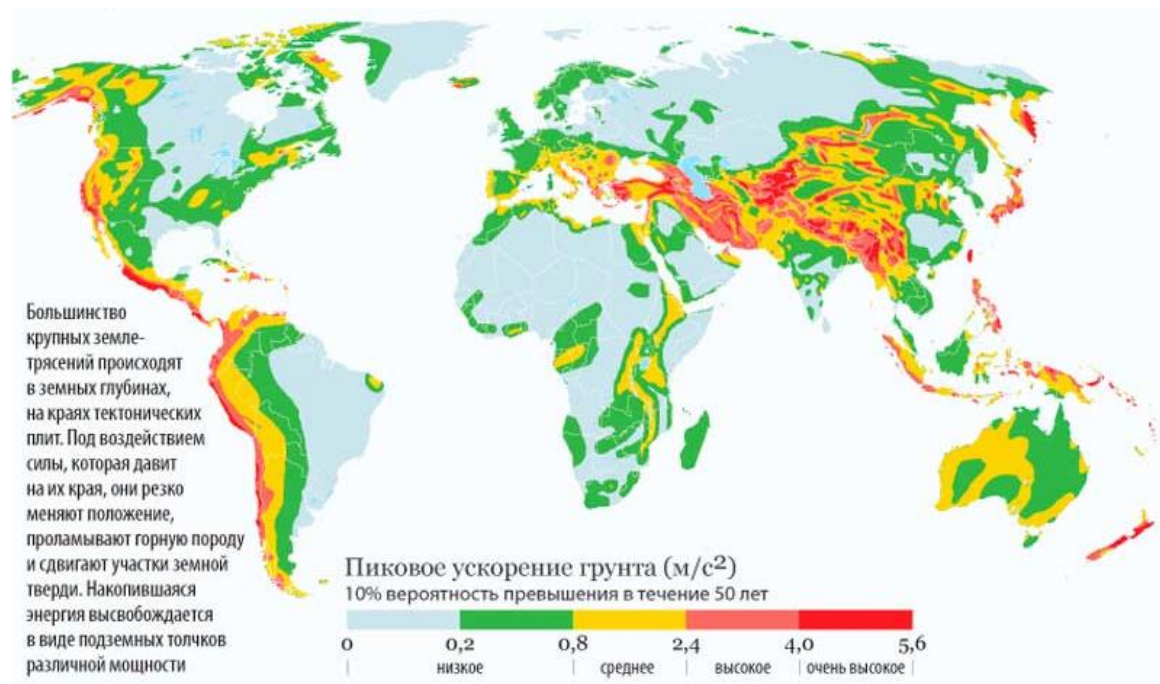 Большинство
крупных земле-
трясений происходят
в земных глубинах,
на краях тектонических
плит. Под воздействием
силы, которая давит
на их края, они резко
меняют положение,
проламывают горную породу
и сдвигают участки земной
тверди. Накопившаяся
энергия высвобождается
в виде подземных толчков
различной мощности
Пиковое ускорение грунта (м/с²)
10% вероятность превышения в течение 50 лет
0 0,2 0,8 2,4 4,0 5,6
низкое среднее высокое очень высокое